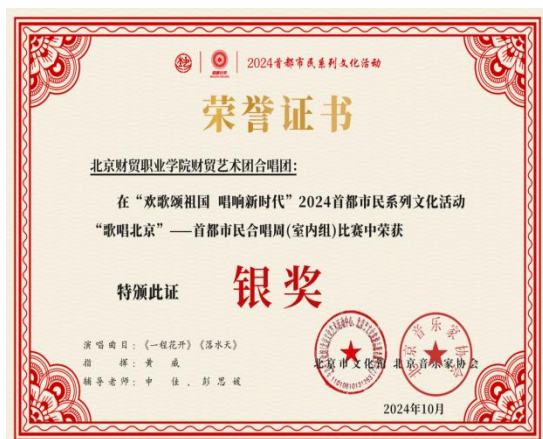 2024首都市民系列文化活动
荣誉证书
北京财贸职业学院财贸艺术团合唱团:
在“欢歌颂祖国 唱响新时代”2024首都市民系列文化活动
“歌唱北京”——首都市民合唱周(室内组)比赛中荣获
特颁此证 银奖
演唱曲目:《一程花开》《落水天》
指 挥:黄 威
辅导老师:申 佳、彭思媛
北京市文化馆 北京音乐家协会
2024年10月